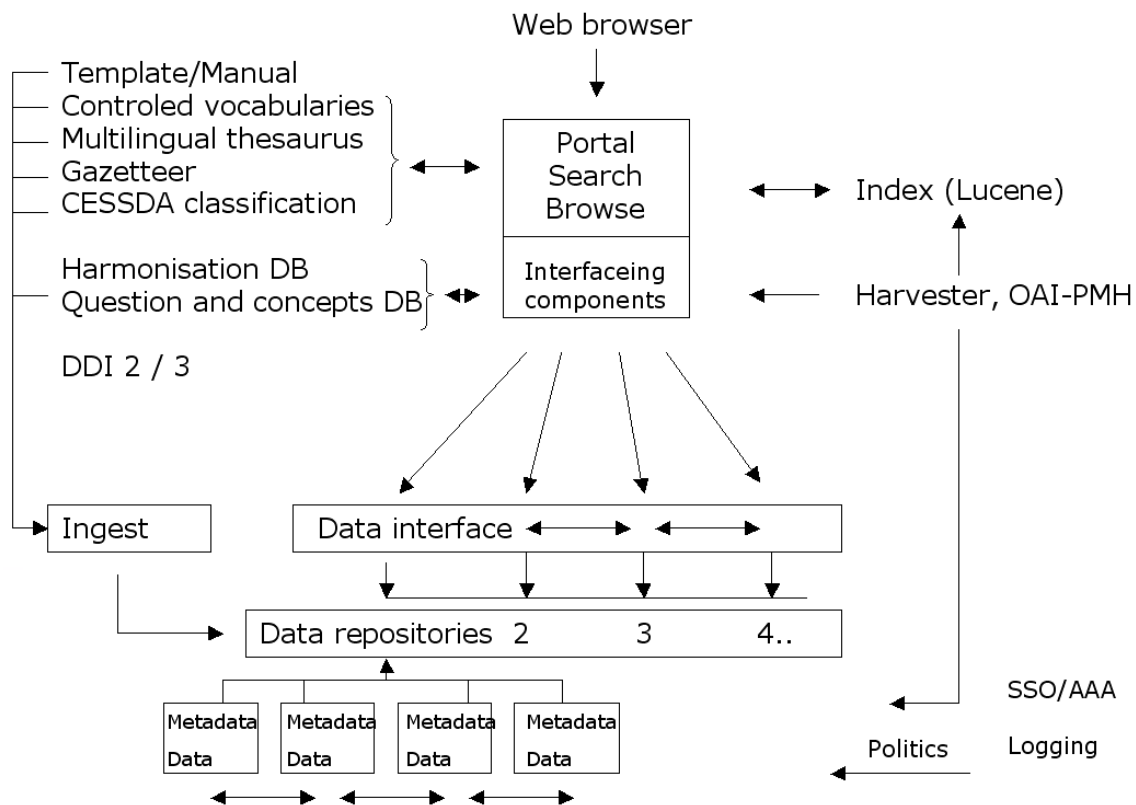 Web browser
Template/Manual
Controled vocabularies
Multilingual thesaurus
Gazetteer
CESSDA classification
Portal
Search
Browse
Index (Lucene)
Harmonisation DB
Question and concepts DB
Interfaceing
components
Harvester, OAI-PMH
DDI 2 / 3
Ingest
Data interface
Data repositories 2 3 4..
Metadata
Data
Metadata
Data
Metadata
Data
Metadata
Data
SSO/AAA
Politics
Logging